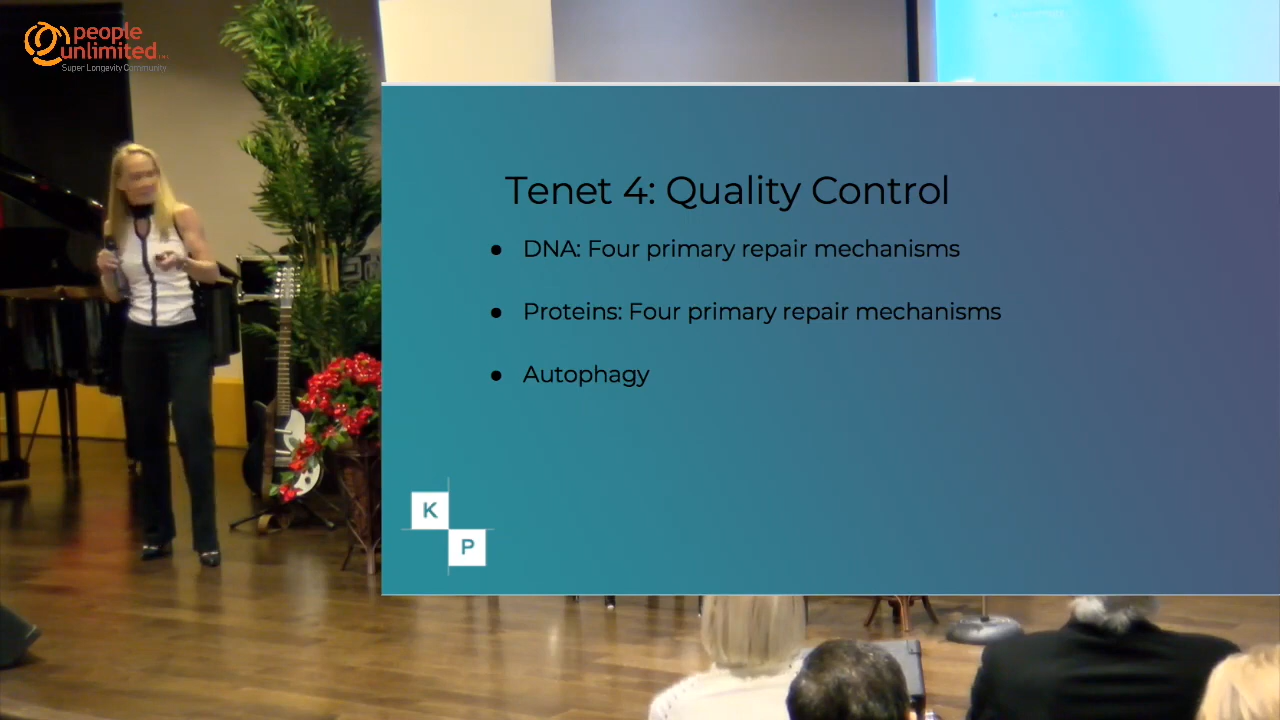 people
unlimited
Super Longevity Community
Tenet 4: Quality Control
● DNA: Four primary repair mechanisms
● Proteins: Four primary repair mechanisms
● Autophagy
K
P